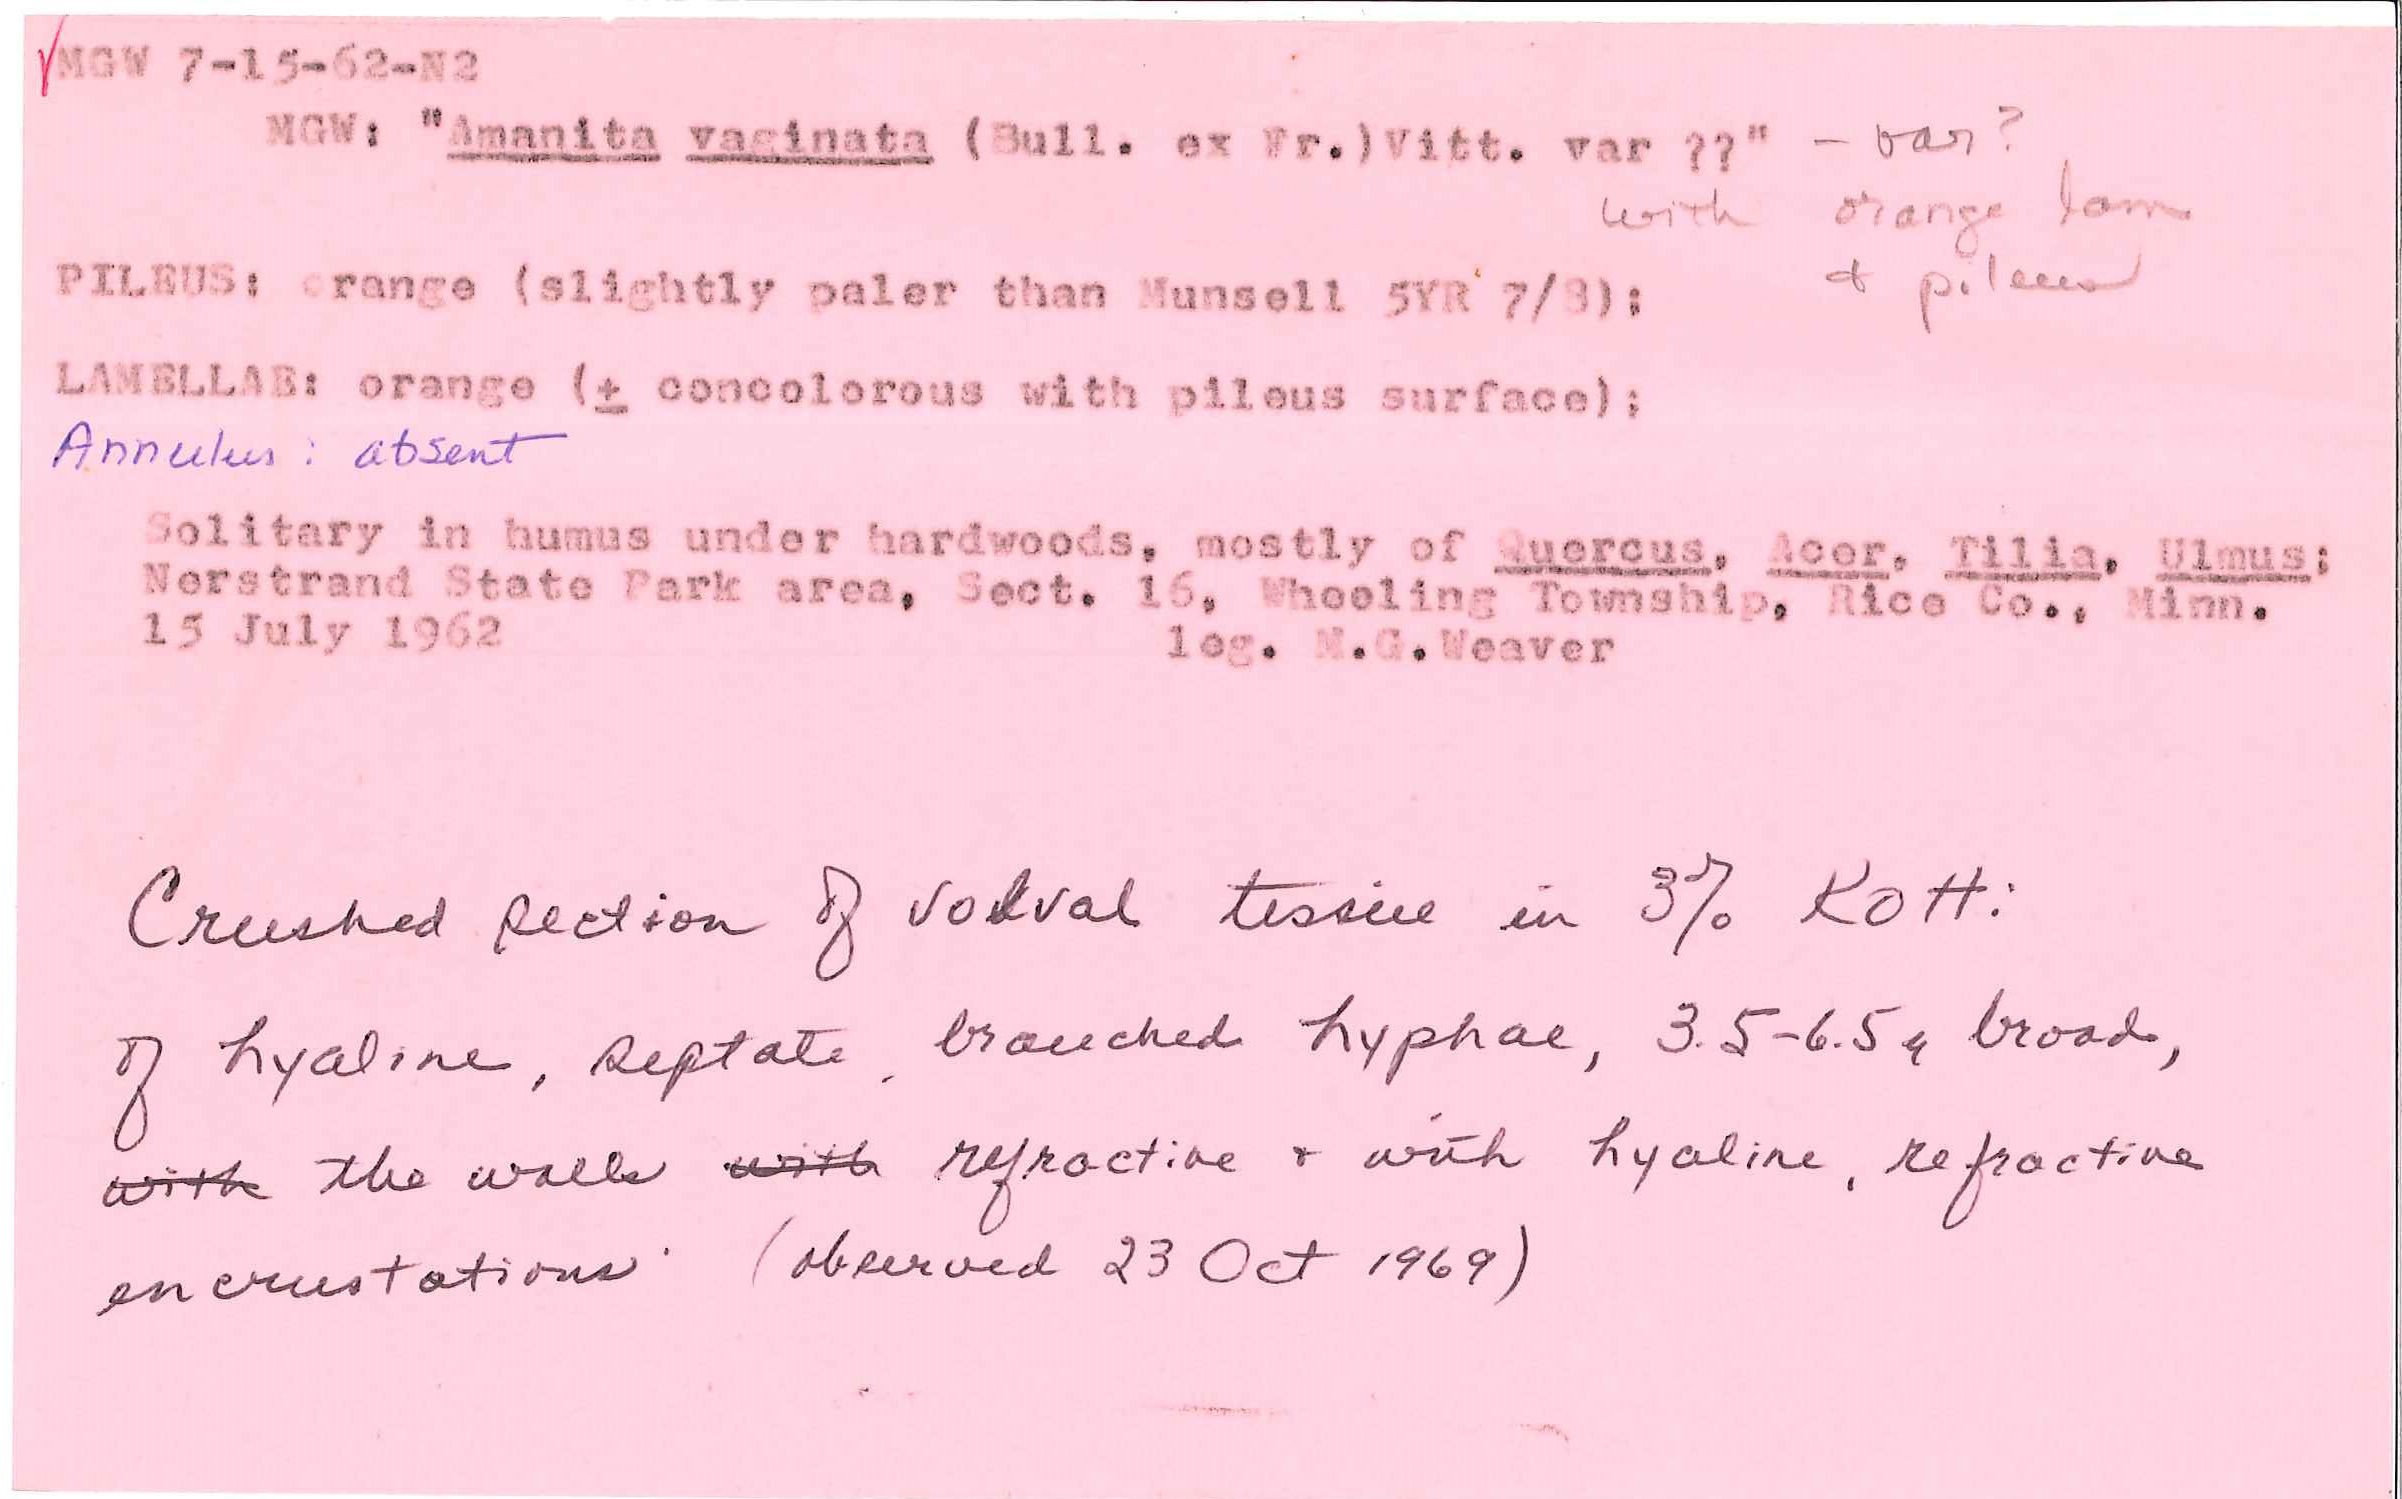 MGW 7-15-62-N2
MGW: "Amanita vaginata (Bull. ex Fr.)Vitt. var ??" - var?
with orange lam
+ pileus
PILEUS: orange (slightly paler than Munsell 5YR 7/8);
LAMELLAE: orange (± concolorous with pileus surface);
Annulus: absent
Solitary in humus under hardwoods, mostly of Quercus, Acer, Tilia, Ulmus;
Nerstrand State Park area, Sect. 16, Wheeling Township, Rice Co., Minn.
15 July 1962 leg. M.G.Weaver
Crushed section of volval tissue in 3% KOH:
of hyaline, septate, branched hyphae, 3.5-6.5 μ broad,
with the walls with refractive + with hyaline, refractive
encrustations. (observed 23 Oct 1969)